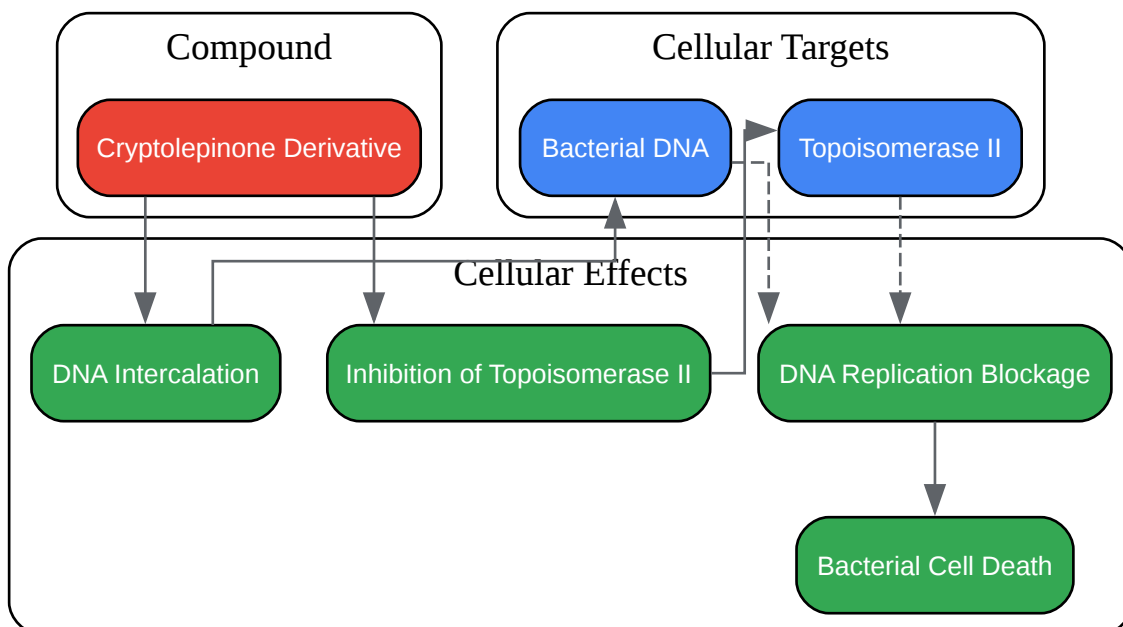 Compound
Cellular Targets
Cryptolepinone Derivative
Bacterial DNA
Topoisomerase II
Cellular Effects
DNA Intercalation
Inhibition of Topoisomerase II
DNA Replication Blockage
Bacterial Cell Death